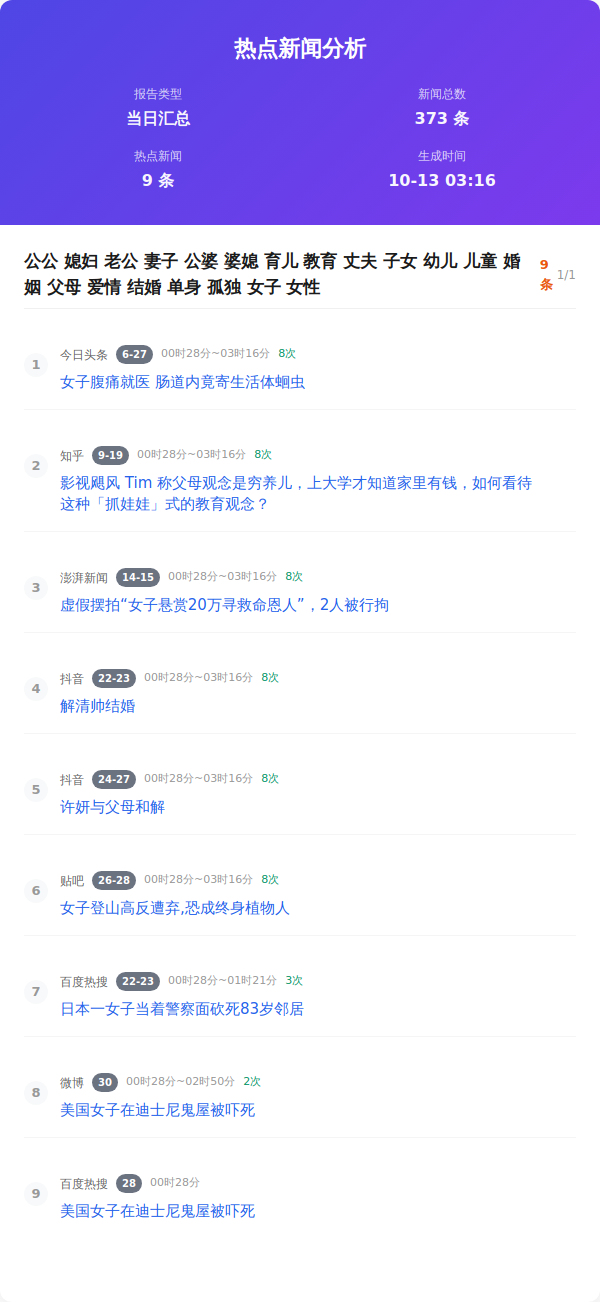 热点新闻分析
报告类型
当日汇总
新闻总数
373 条
热点新闻
9 条
生成时间
10-13 03:16
公公 媳妇 老公 妻子 公婆 婆媳 育儿 教育 丈夫 子女 幼儿 儿童 婚
姻 父母 爱情 结婚 单身 孤独 女子 女性
9
条
1/1
1
今日头条 6-27 00时28分~03时16分 8次
女子腹痛就医 肠道内竟寄生活体蛔虫
2
知乎 9-19 00时28分~03时16分 8次
影视飓风 Tim 称父母观念是穷养儿，上大学才知道家里有钱，如何看待
这种「抓娃娃」式的教育观念？
3
澎湃新闻 14-15 00时28分~03时16分 8次
虚假摆拍“女子悬赏20万寻救命恩人”，2人被行拘
4
抖音 22-23 00时28分~03时16分 8次
解清帅结婚
5
抖音 24-27 00时28分~03时16分 8次
许妍与父母和解
6
贴吧 26-28 00时28分~03时16分 8次
女子登山高反遭弃,恐成终身植物人
7
百度热搜 22-23 00时28分~01时21分 3次
日本一女子当着警察面砍死83岁邻居
8
微博 30 00时28分~02时50分 2次
美国女子在迪士尼鬼屋被吓死
9
百度热搜 28 00时28分
美国女子在迪士尼鬼屋被吓死